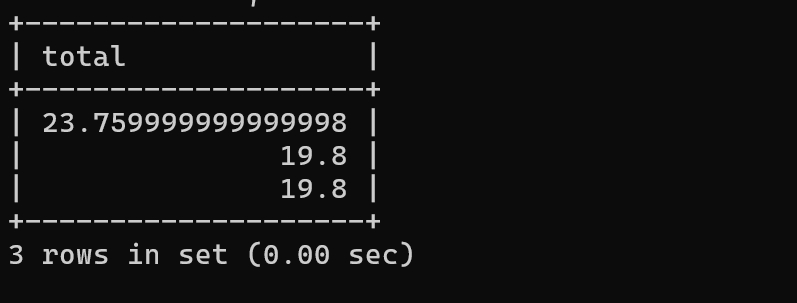 +--------------------+
| total              |
+--------------------+
| 23.759999999999998 |
|               19.8 |
|               19.8 |
+--------------------+
3 rows in set (0.00 sec)